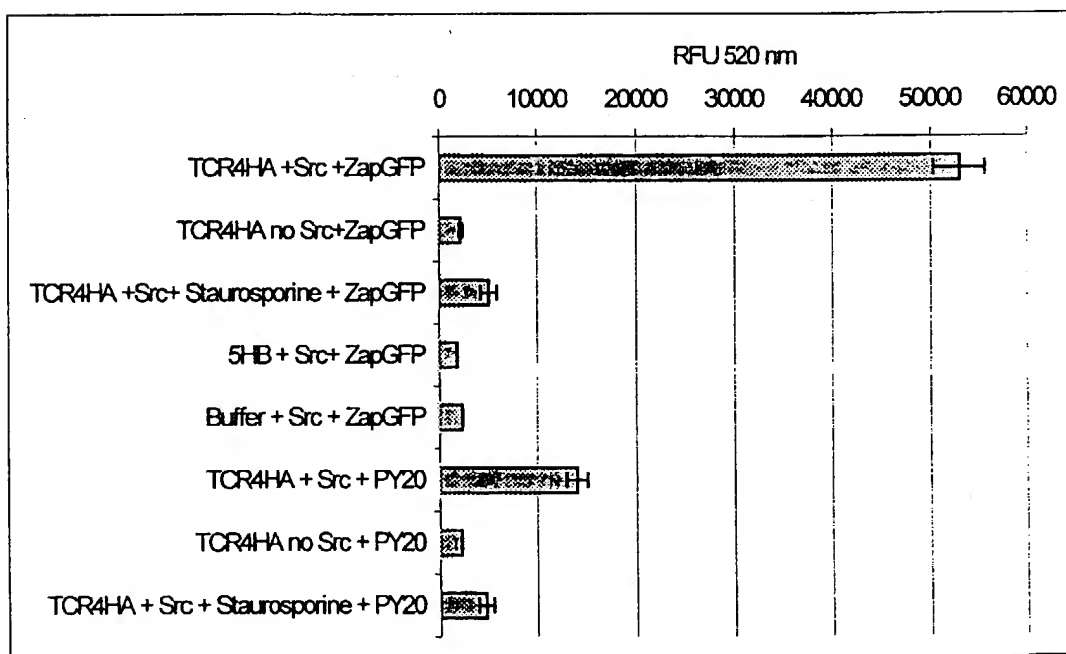 RFU 520 nm
0 10000 20000 30000 40000 50000 60000
TCR4HA +Src +ZapGFP
TCR4HA no Src+ZapGFP
TCR4HA +Src+ Staurosporine + ZapGFP
5HB + Src+ ZapGFP
Buffer + Src + ZapGFP
TCR4HA + Src + PY20
TCR4HA no Src + PY20
TCR4HA + Src + Staurosporine + PY20